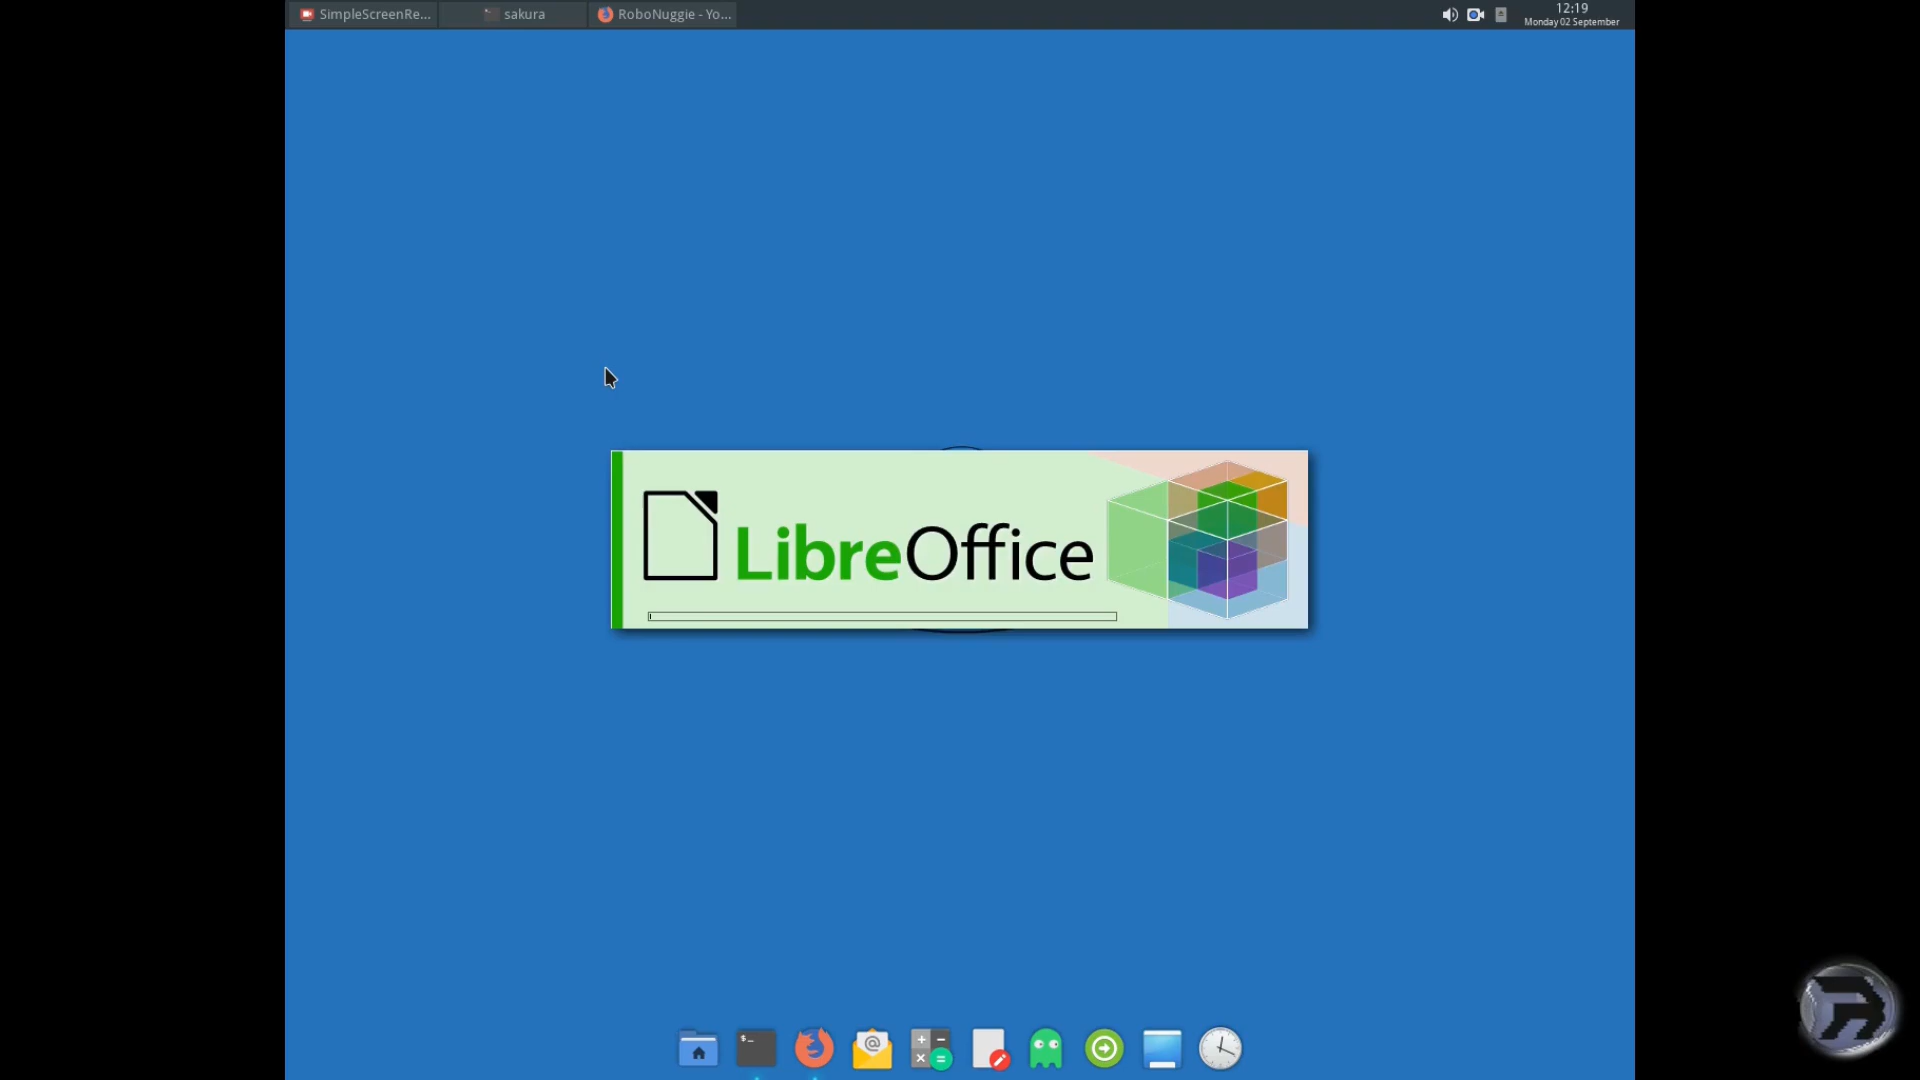 SimpleScreenRe... sakura RoboNuggie - Yo... 12:19
Monday 02 September
LibreOffice
$_
@
+ −
× =